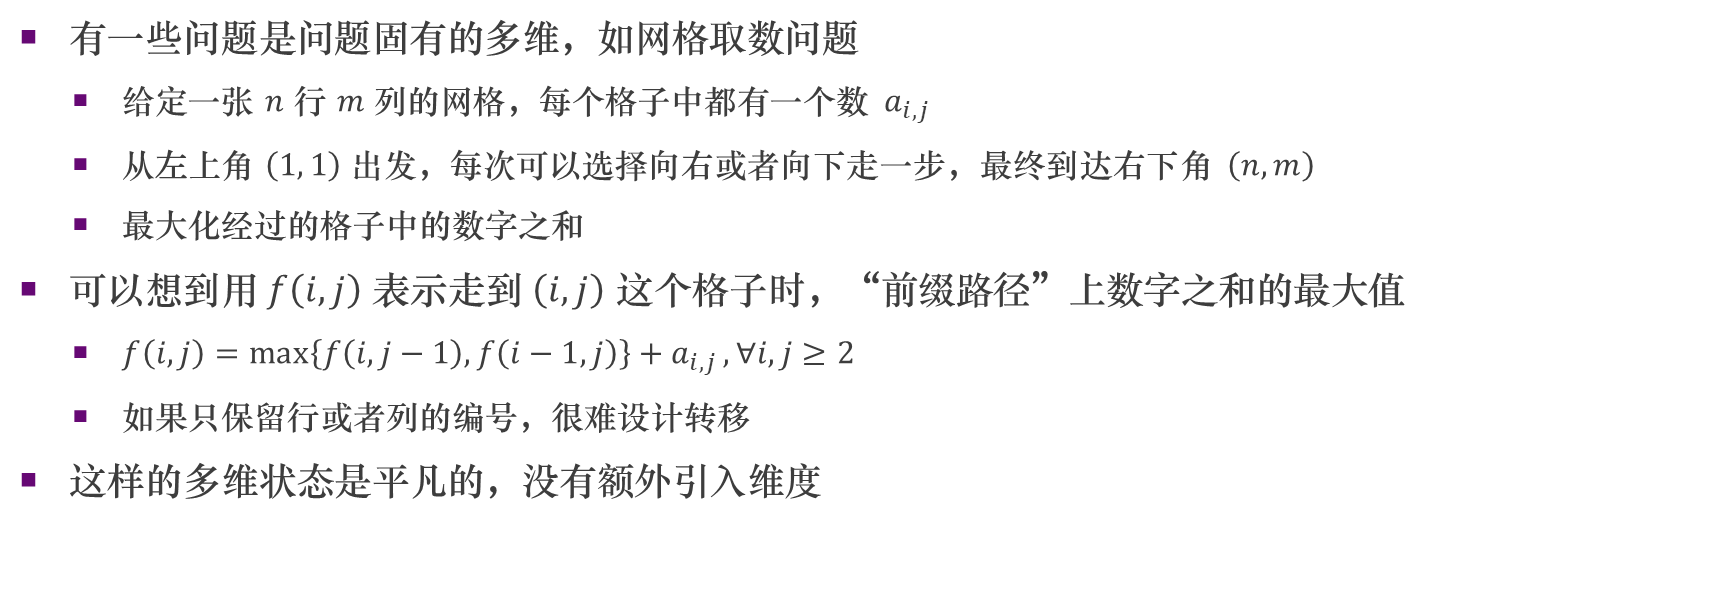 ▪ 有一些问题是问题固有的多维，如网格取数问题
▪ 给定一张 n 行 m 列的网格，每个格子中都有一个数 a_{i,j}
▪ 从左上角 (1, 1) 出发，每次可以选择向右或者向下走一步，最终到达右下角 (n, m)
▪ 最大化经过的格子中的数字之和
▪ 可以想到用 f(i, j) 表示走到 (i, j) 这个格子时，“前缀路径”上数字之和的最大值
▪ f(i, j) = max{f(i, j − 1), f(i − 1, j)} + a_{i,j}, ∀i, j ≥ 2
▪ 如果只保留行或者列的编号，很难设计转移
▪ 这样的多维状态是平凡的，没有额外引入维度